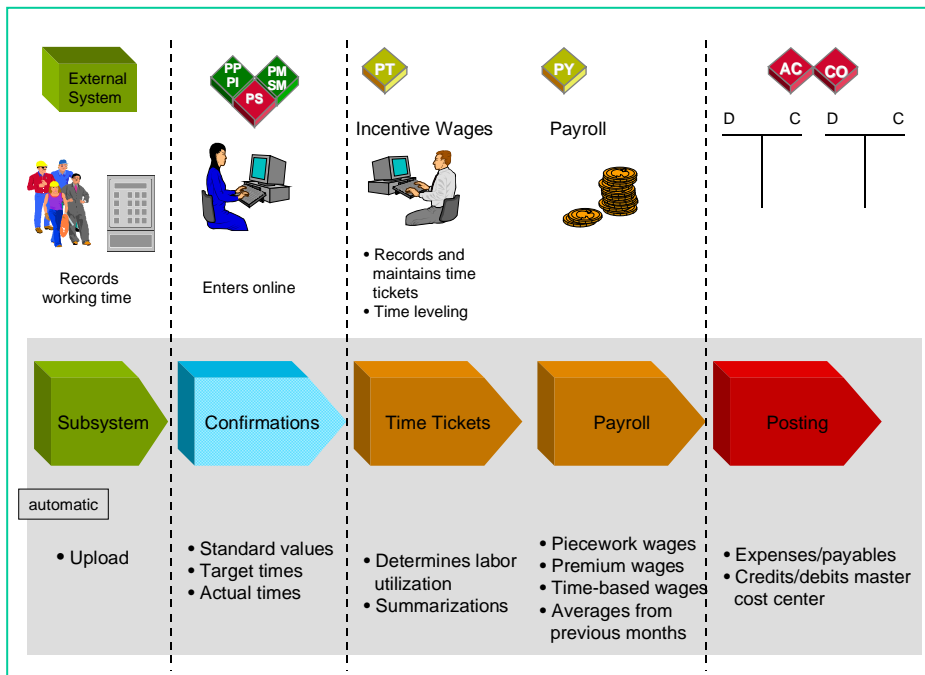 External
System
PP
PI
PM
SM
PS
PT
PY
AC
CO
Incentive Wages
Payroll
D C
D C
Records
working time
Enters online
• Records and
maintains time
tickets
• Time leveling
Subsystem
Confirmations
Time Tickets
Payroll
Posting
automatic
• Upload
• Standard values
• Target times
• Actual times
• Determines labor
utilization
• Summarizations
• Piecework wages
• Premium wages
• Time-based wages
• Averages from
previous months
• Expenses/payables
• Credits/debits master
cost center